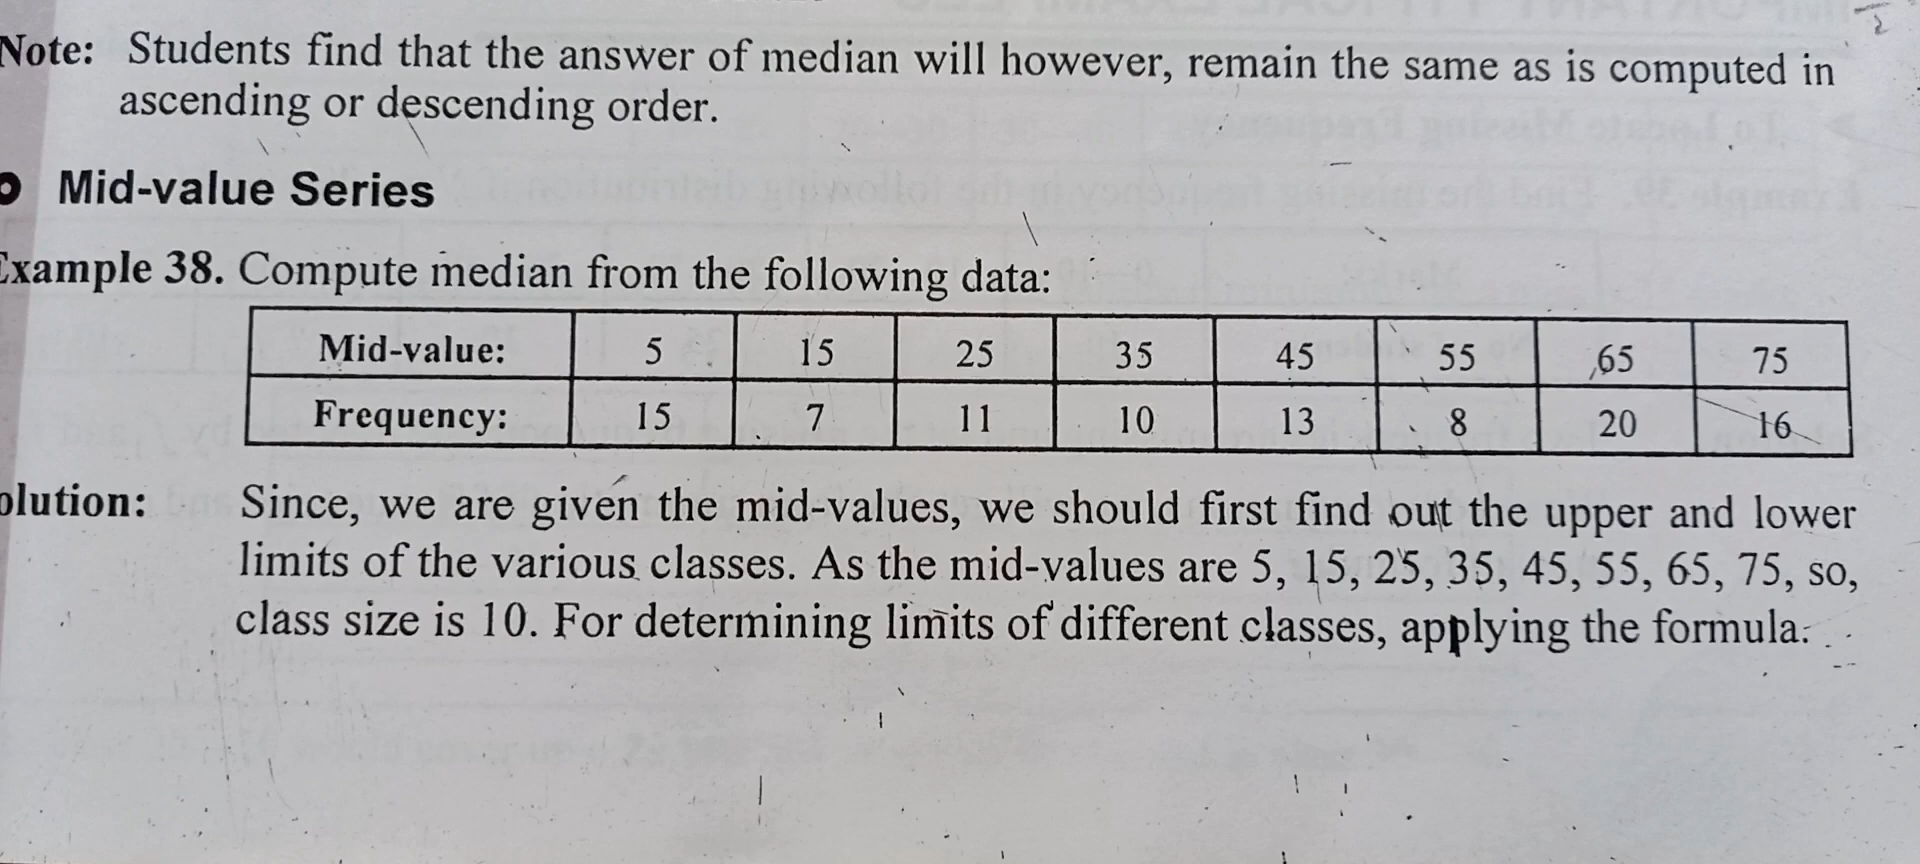 Note: Students find that the answer of median will however, remain the same as is computed in
ascending or descending order.
Mid-value Series
Example 38. Compute median from the following data:
Mid-value: 5 15 25 35 45 55 65 75
Frequency: 15 7 11 10 13 8 20 16
olution: Since, we are given the mid-values, we should first find out the upper and lower
limits of the various classes. As the mid-values are 5, 15, 25, 35, 45, 55, 65, 75, so,
class size is 10. For determining limits of different classes, applying the formula: